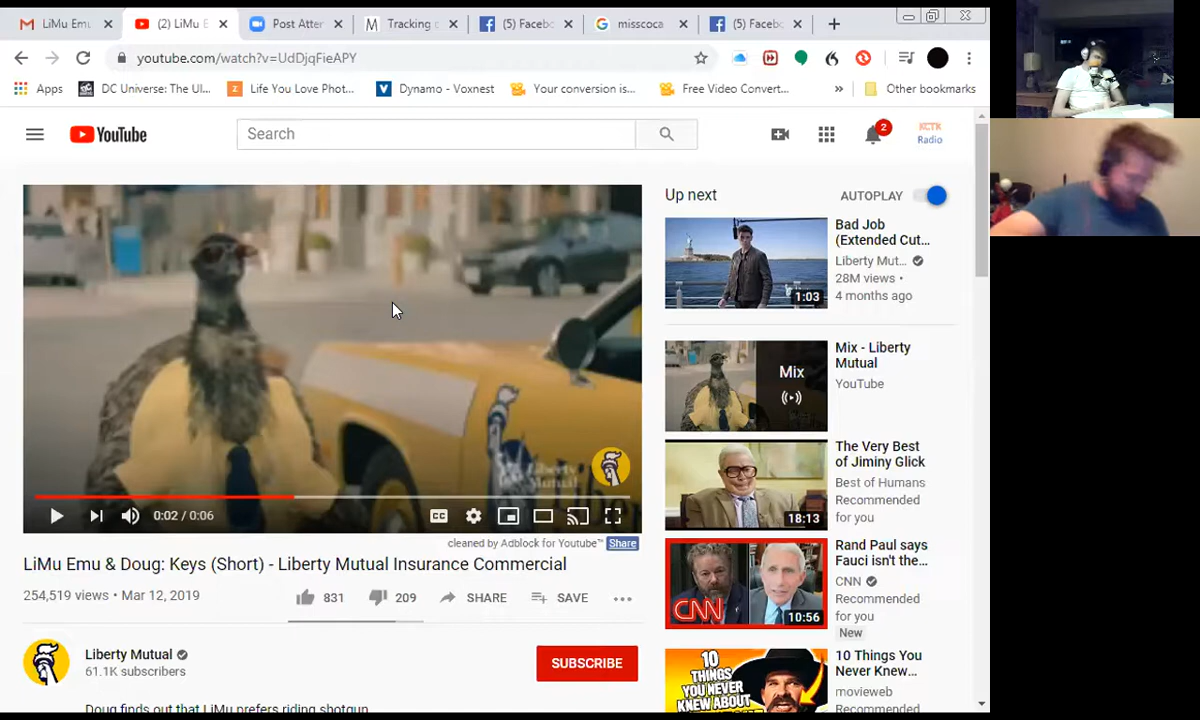 LiMu Emu
(2) LiMu E
Post Atter
Tracking c
(5) Facebo
misscoca
(5) Facebo
youtube.com/watch?v=UdDjqFieAPY
Apps
DC Universe: The Ul...
Life You Love Phot...
Dynamo - Voxnest
Your conversion is...
Free Video Convert...
»
Other bookmarks
YouTube
Search
2
KCTK
Radio
Liberty
Mutual
0:02 / 0:06
CC
cleaned by Adblock for Youtube™ Share
LiMu Emu & Doug: Keys (Short) - Liberty Mutual Insurance Commercial
254,519 views • Mar 12, 2019
831
209
SHARE
SAVE
Liberty Mutual
61.1K subscribers
SUBSCRIBE
Doug finds out that LiMu prefers riding shotgun
Up next
AUTOPLAY
1:03
Bad Job
(Extended Cut...
Liberty Mut...
28M views •
4 months ago
Mix
Mix - Liberty
Mutual
YouTube
18:13
The Very Best
of Jiminy Glick
Best of Humans
Recommended
for you
CNN
10:56
Rand Paul says
Fauci isn't the...
CNN
Recommended
for you
New
10
THINGS
YOU NEVER
KNEW ABOUT
10 Things You
Never Knew...
movieweb
Recommended